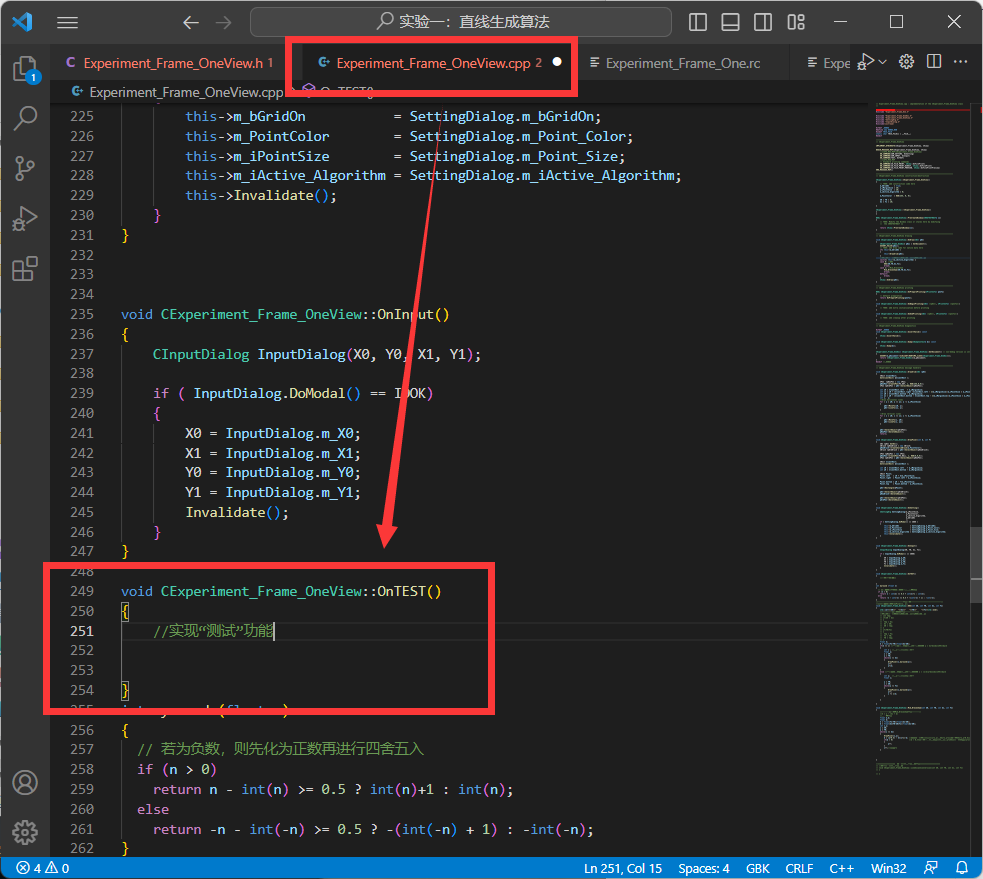 实验一：直线生成算法
1
Experiment_Frame_OneView.h 1
Experiment_Frame_OneView.cpp 2
Experiment_Frame_One.rc
Expe
Experiment_Frame_OneView.cpp
225 this->m_bGridOn = SettingDialog.m_bGridOn;
226 this->m_PointColor = SettingDialog.m_Point_Color;
227 this->m_iPointSize = SettingDialog.m_Point_Size;
228 this->m_iActive_Algorithm = SettingDialog.m_iActive_Algorithm;
229 this->Invalidate();
230 }
231 }
232
233
234
235 void CExperiment_Frame_OneView::OnInput()
236 {
237 CInputDialog InputDialog(X0, Y0, X1, Y1);
238
239 if ( InputDialog.DoModal() == IDOK)
240 {
241 X0 = InputDialog.m_X0;
242 X1 = InputDialog.m_X1;
243 Y0 = InputDialog.m_Y0;
244 Y1 = InputDialog.m_Y1;
245 Invalidate();
246 }
247 }
248
249 void CExperiment_Frame_OneView::OnTEST()
250 {
251 //实现“测试”功能
252
253
254 }
256 {
257 // 若为负数，则先化为正数再进行四舍五入
258 if (n > 0)
259 return n - int(n) >= 0.5 ? int(n)+1 : int(n);
260 else
261 return -n - int(-n) >= 0.5 ? -(int(-n) + 1) : -int(-n);
262 }
4 0 Ln 251, Col 15 Spaces: 4 GBK CRLF C++ Win32